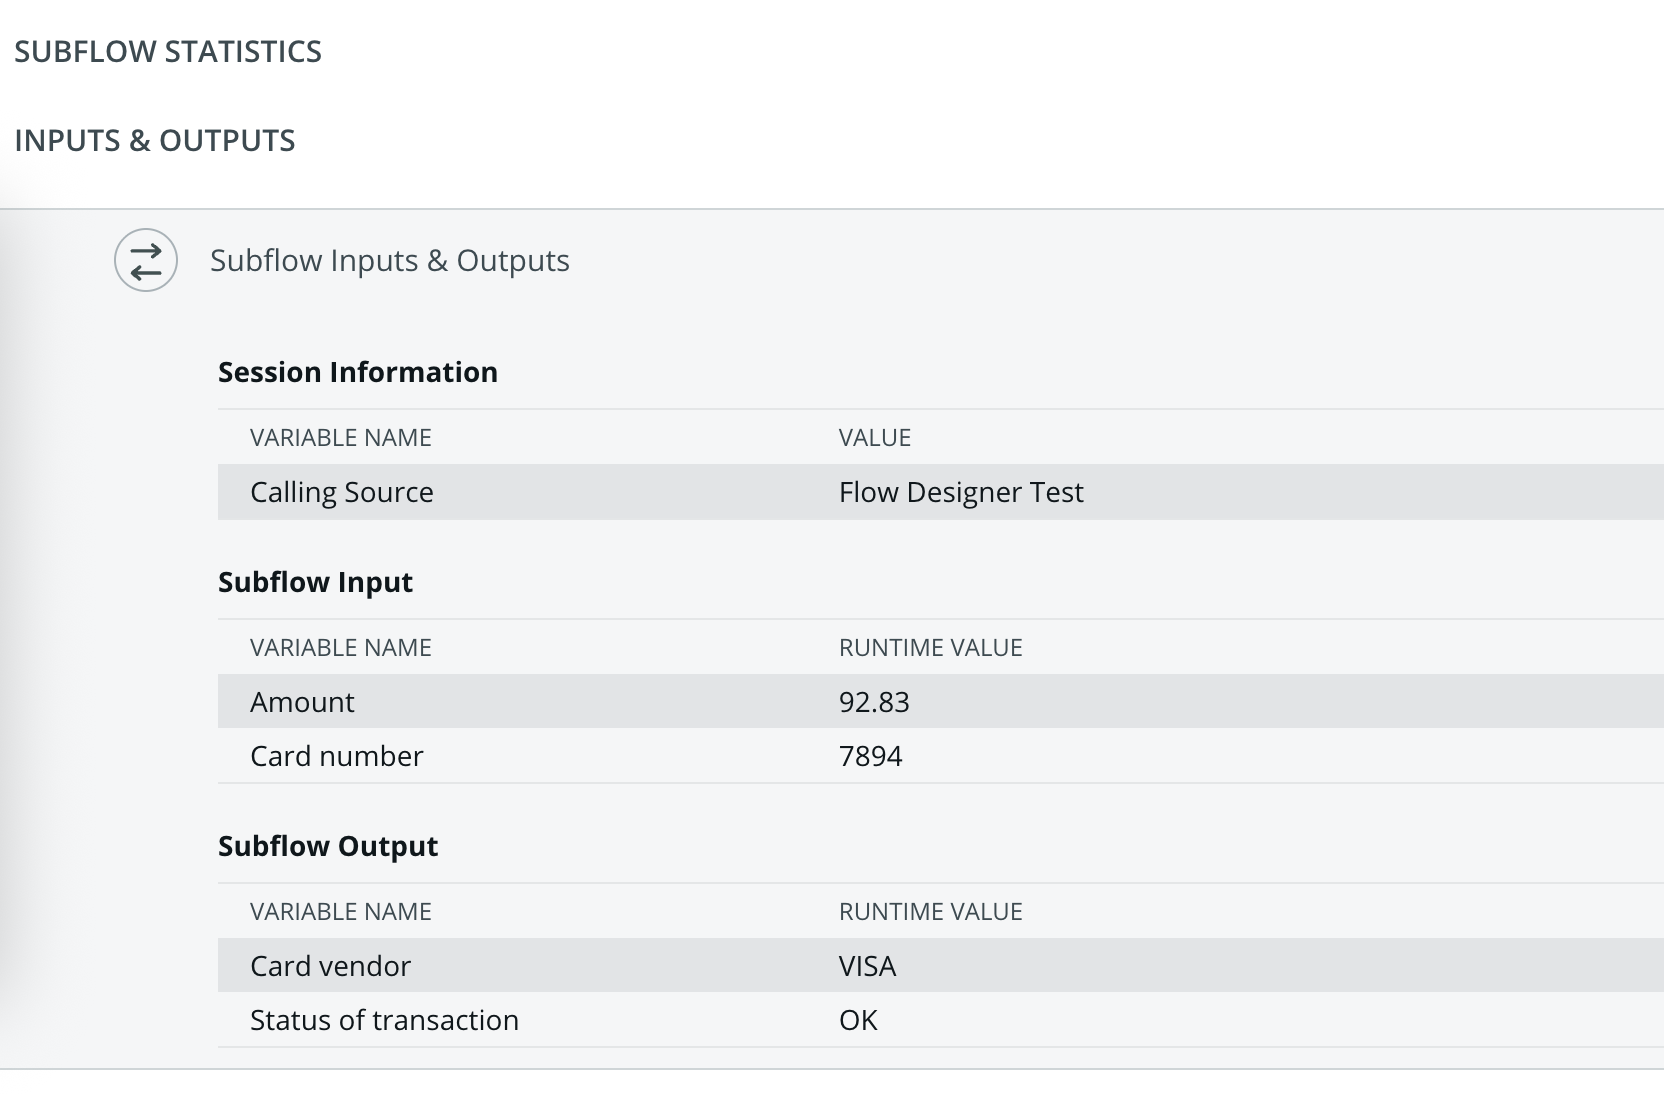 SUBFLOW STATISTICS
INPUTS & OUTPUTS
Subflow Inputs & Outputs
Session Information
VARIABLE NAME VALUE
Calling Source Flow Designer Test
Subflow Input
VARIABLE NAME RUNTIME VALUE
Amount 92.83
Card number 7894
Subflow Output
VARIABLE NAME RUNTIME VALUE
Card vendor VISA
Status of transaction OK